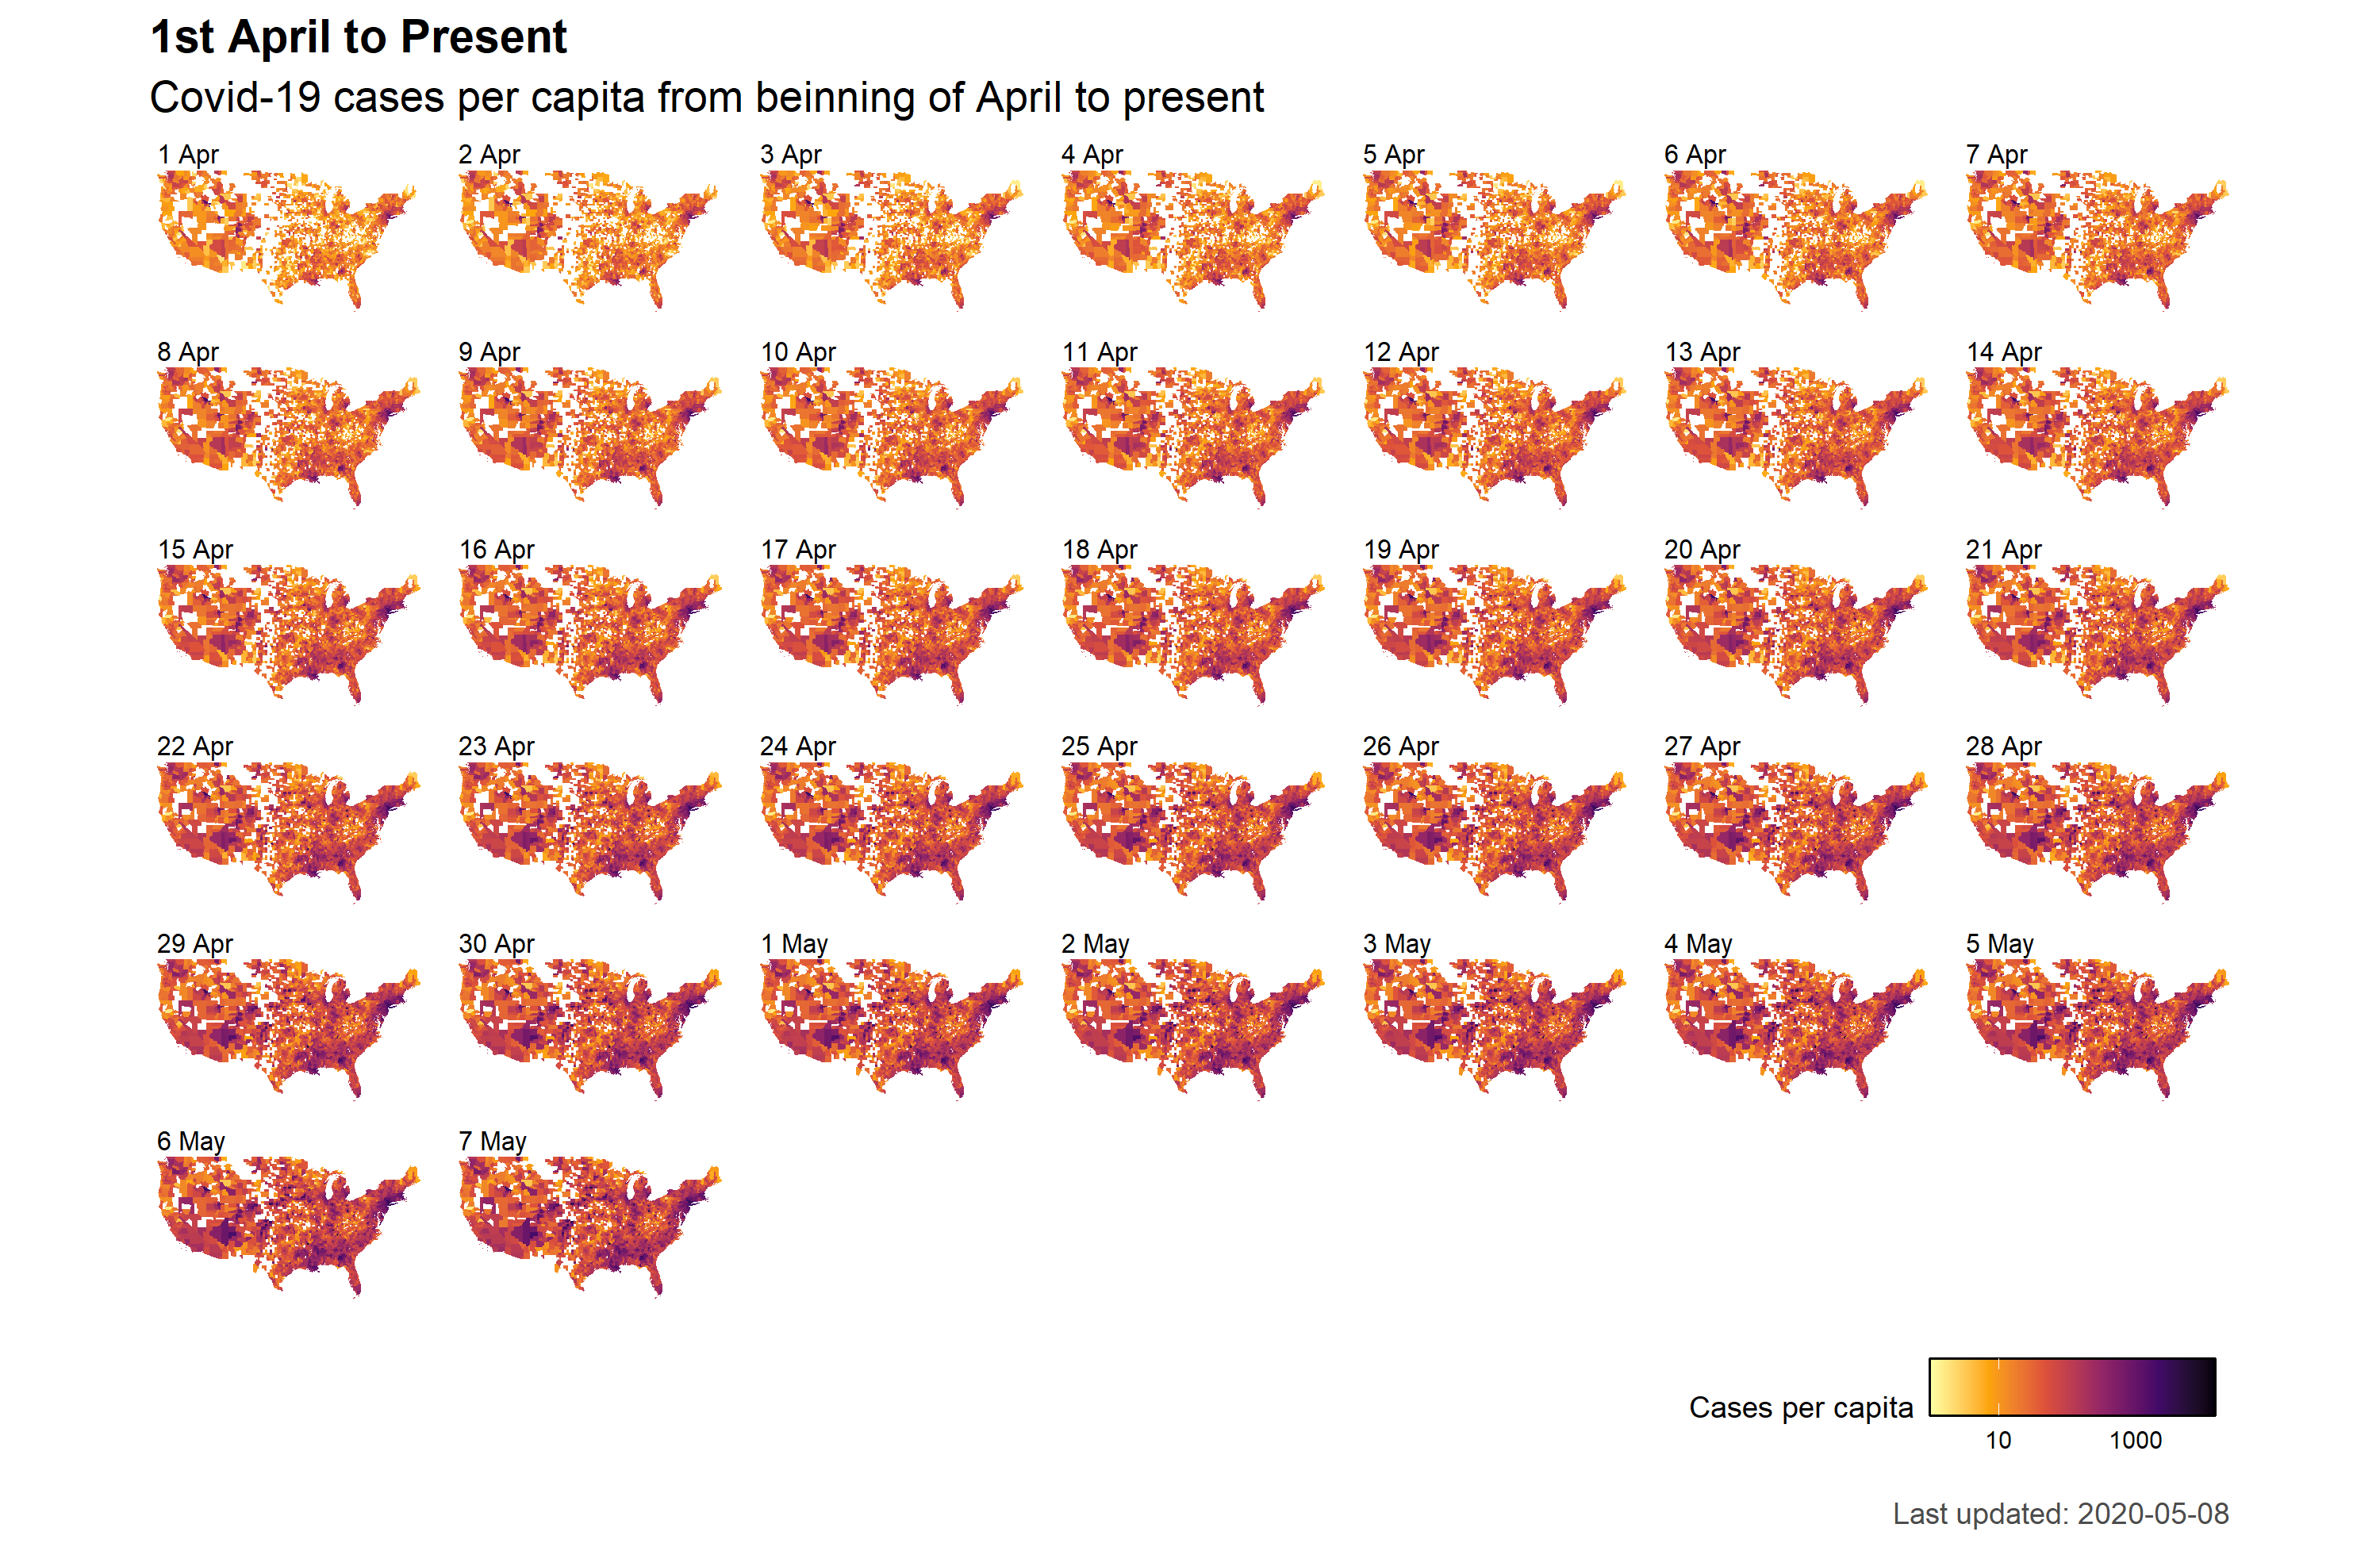 1st April to Present
Covid-19 cases per capita from beinning of April to present
1 Apr 2 Apr 3 Apr 4 Apr 5 Apr 6 Apr 7 Apr
8 Apr 9 Apr 10 Apr 11 Apr 12 Apr 13 Apr 14 Apr
15 Apr 16 Apr 17 Apr 18 Apr 19 Apr 20 Apr 21 Apr
22 Apr 23 Apr 24 Apr 25 Apr 26 Apr 27 Apr 28 Apr
29 Apr 30 Apr 1 May 2 May 3 May 4 May 5 May
6 May 7 May
Cases per capita
10 1000
Last updated: 2020-05-08